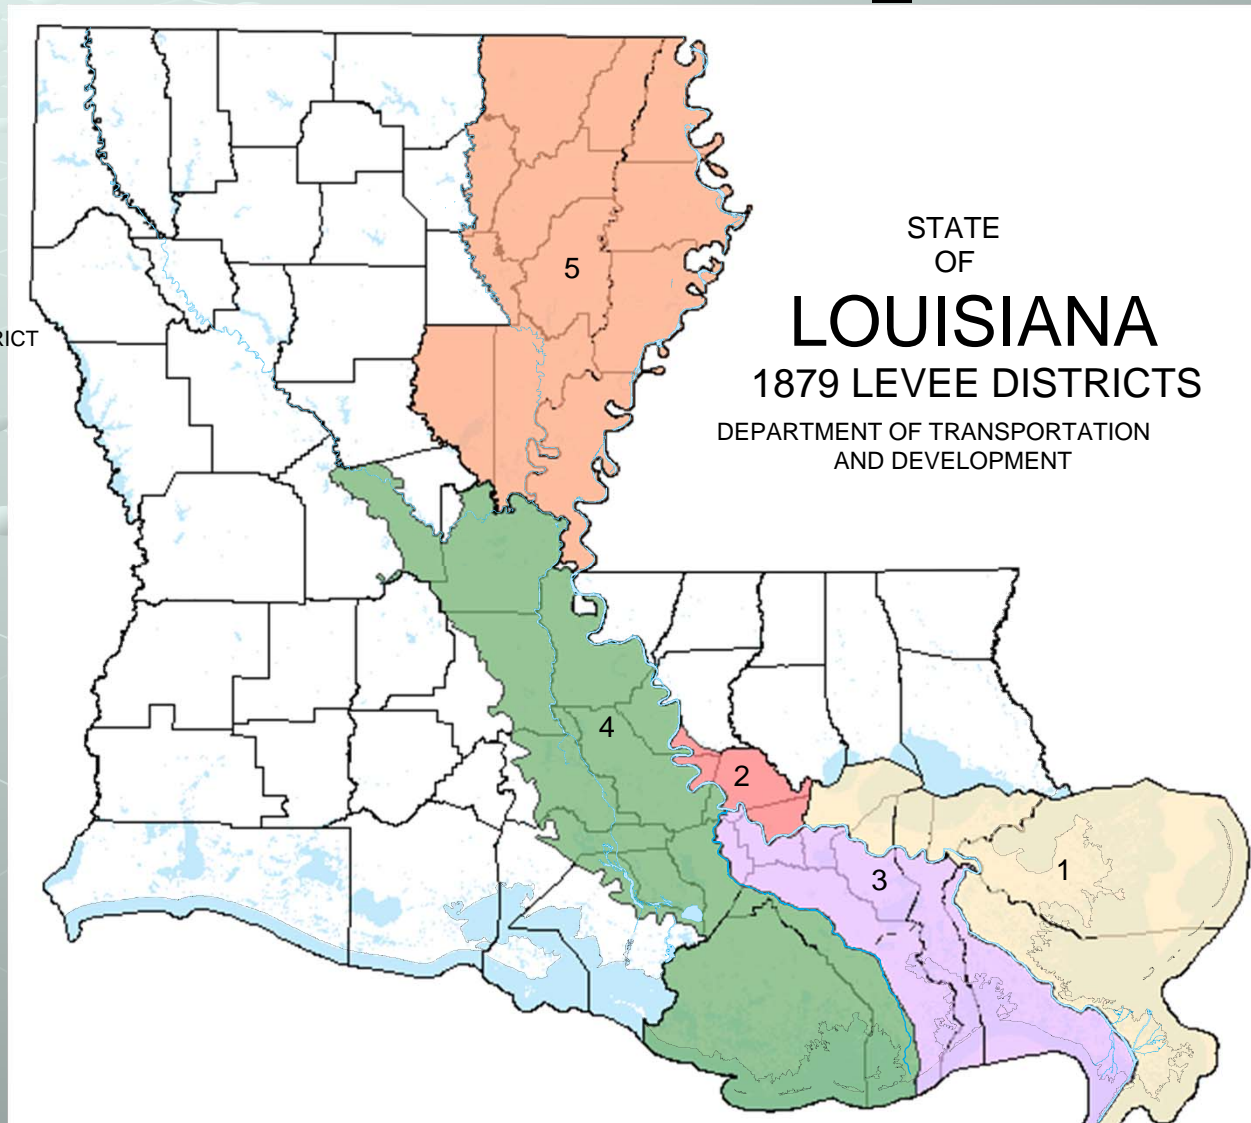 STATE
OF
LOUISIANA
1879 LEVEE DISTRICTS
DEPARTMENT OF TRANSPORTATION
AND DEVELOPMENT
RICT
5
4
2
3
1